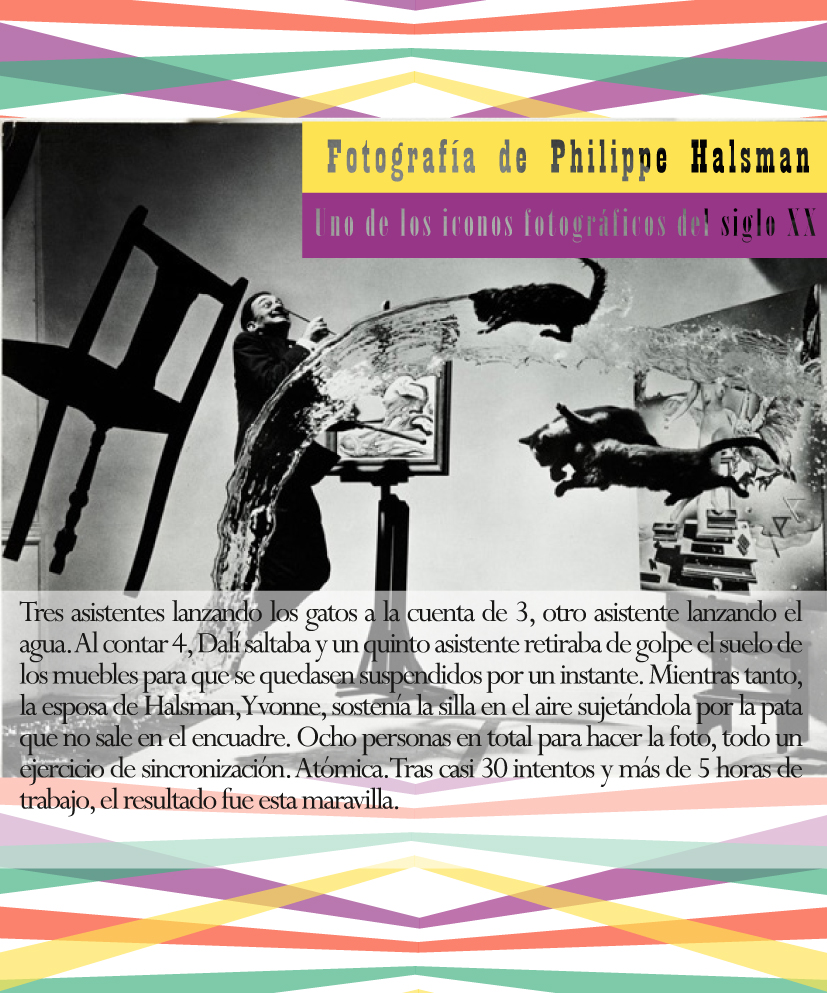 Fotografía de Philippe Halsman
Uno de los iconos fotográficos del siglo XX
Tres asistentes lanzando los gatos a la cuenta de 3, otro asistente lanzando el
agua. Al contar 4, Dalí saltaba y un quinto asistente retiraba de golpe el suelo de
los muebles para que se quedasen suspendidos por un instante. Mientras tanto,
la esposa de Halsman, Yvonne, sostenía la silla en el aire sujetándola por la pata
que no sale en el encuadre. Ocho personas en total para hacer la foto, todo un
ejercicio de sincronización. Atómica. Tras casi 30 intentos y más de 5 horas de
trabajo, el resultado fue esta maravilla.